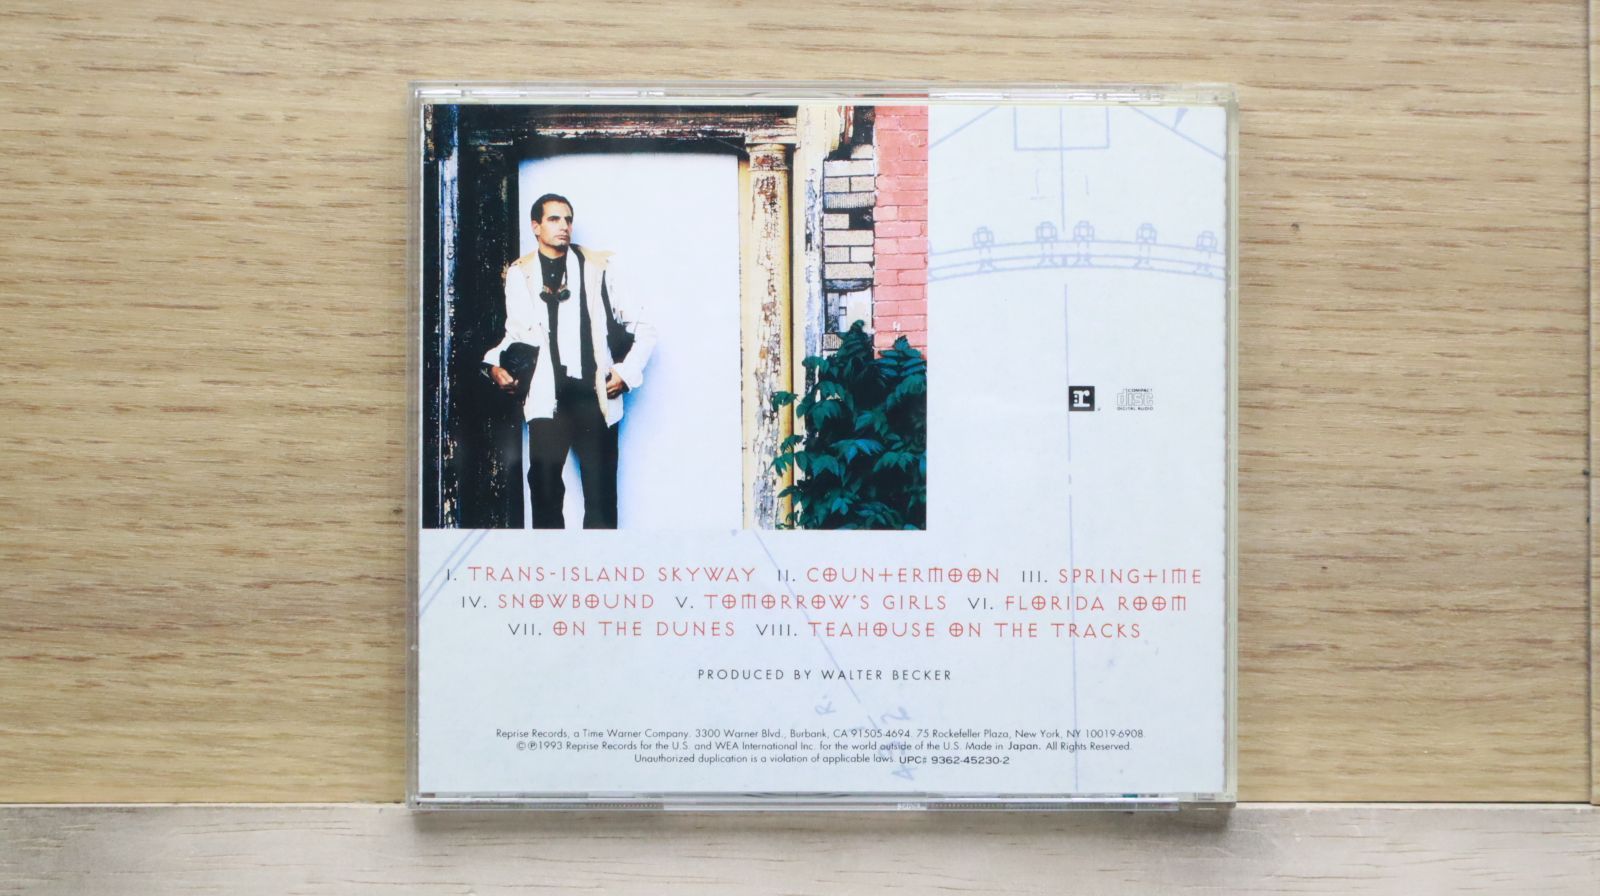 COMPACT
disc
DIGITAL AUDIO
I. TRANS-ISLAND SKYWAY II. COUNTERMOON III. SPRINGTIME
IV. SNOWBOUND V. TOMORROW'S GIRLS VI. FLORIDA ROOM
VII. ON THE DUNES VIII. TEAHOUSE ON THE TRACKS
PRODUCED BY WALTER BECKER
Reprise Records, a Time Warner Company. 3300 Warner Blvd., Burbank, CA 91505-4694. 75 Rockefeller Plaza, New York, NY 10019-6908.
©℗1993 Reprise Records for the U.S. and WEA International Inc. for the world outside of the U.S. Made in Japan. All Rights Reserved.
Unauthorized duplication is a violation of applicable laws. UPC# 9362-45230-2